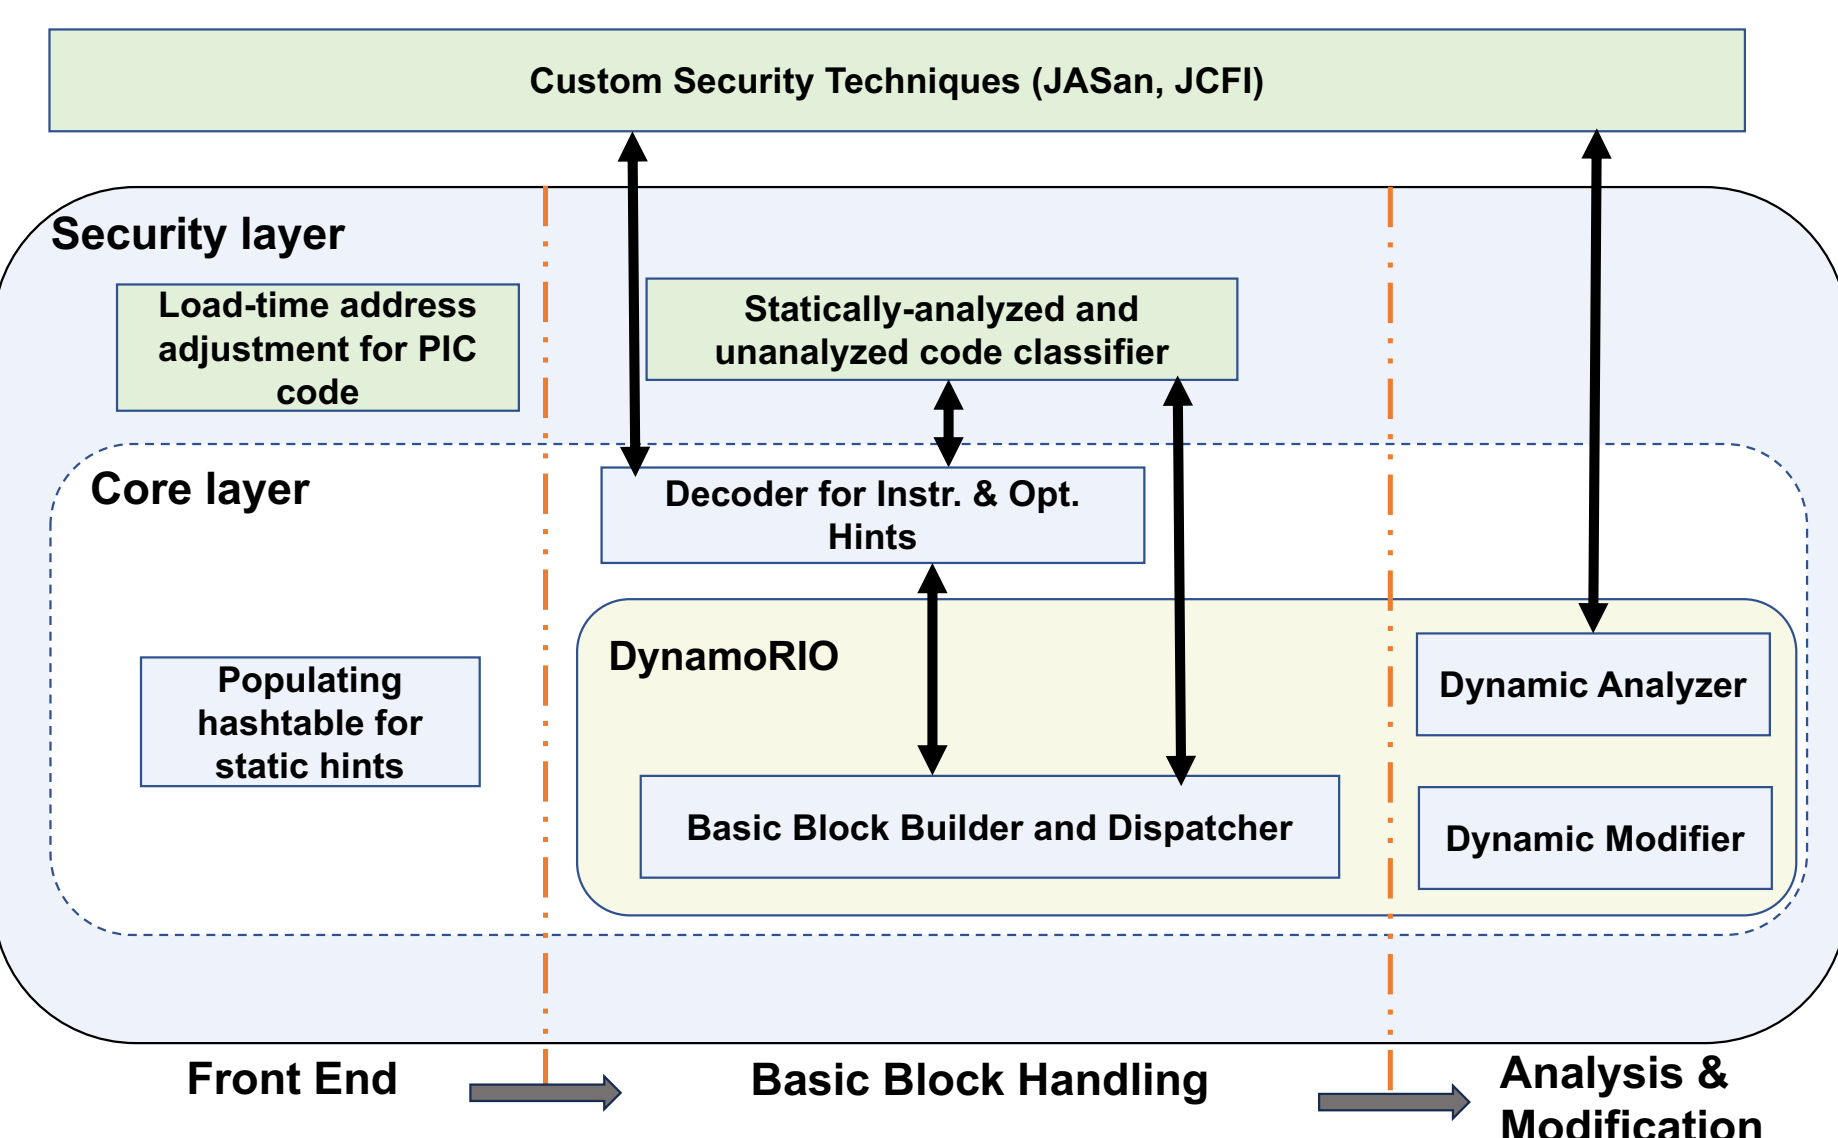 Custom Security Techniques (JASan, JCFI)
Security layer
Load-time address
adjustment for PIC
code
Statically-analyzed and
unanalyzed code classifier
Core layer
Decoder for Instr. & Opt.
Hints
DynamoRIO
Populating
hashtable for
static hints
Dynamic Analyzer
Basic Block Builder and Dispatcher
Dynamic Modifier
Front End
Basic Block Handling
Analysis &
Modification